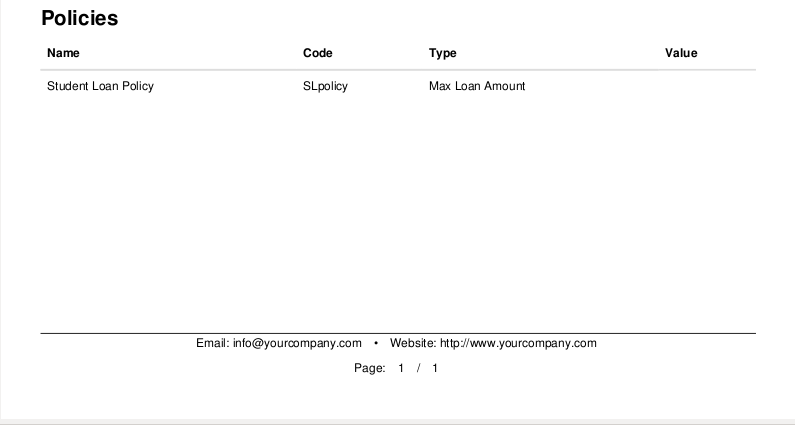 Policies
Name Code Type Value
Student Loan Policy SLpolicy Max Loan Amount
Email: info@yourcompany.com • Website: http://www.yourcompany.com
Page: 1 / 1